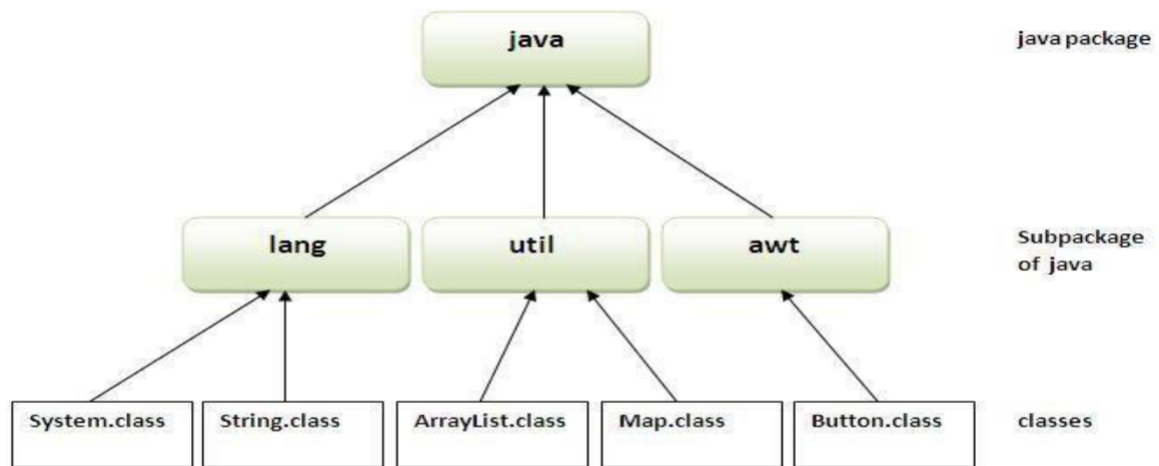 java
java package
lang
util
awt
Subpackage
of java
System.class
String.class
ArrayList.class
Map.class
Button.class
classes